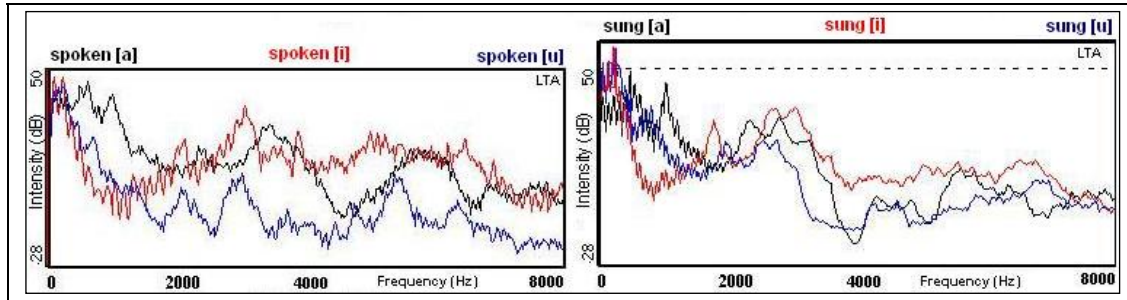 spoken [a] spoken [i] spoken [u]
LTA
50
Intensity (dB)
-28
0 2000 4000 Frequency (Hz) 8000
sung [a] sung [i] sung [u]
LTA
50
Intensity (dB)
-28
0 2000 4000 Frequency (Hz) 8000